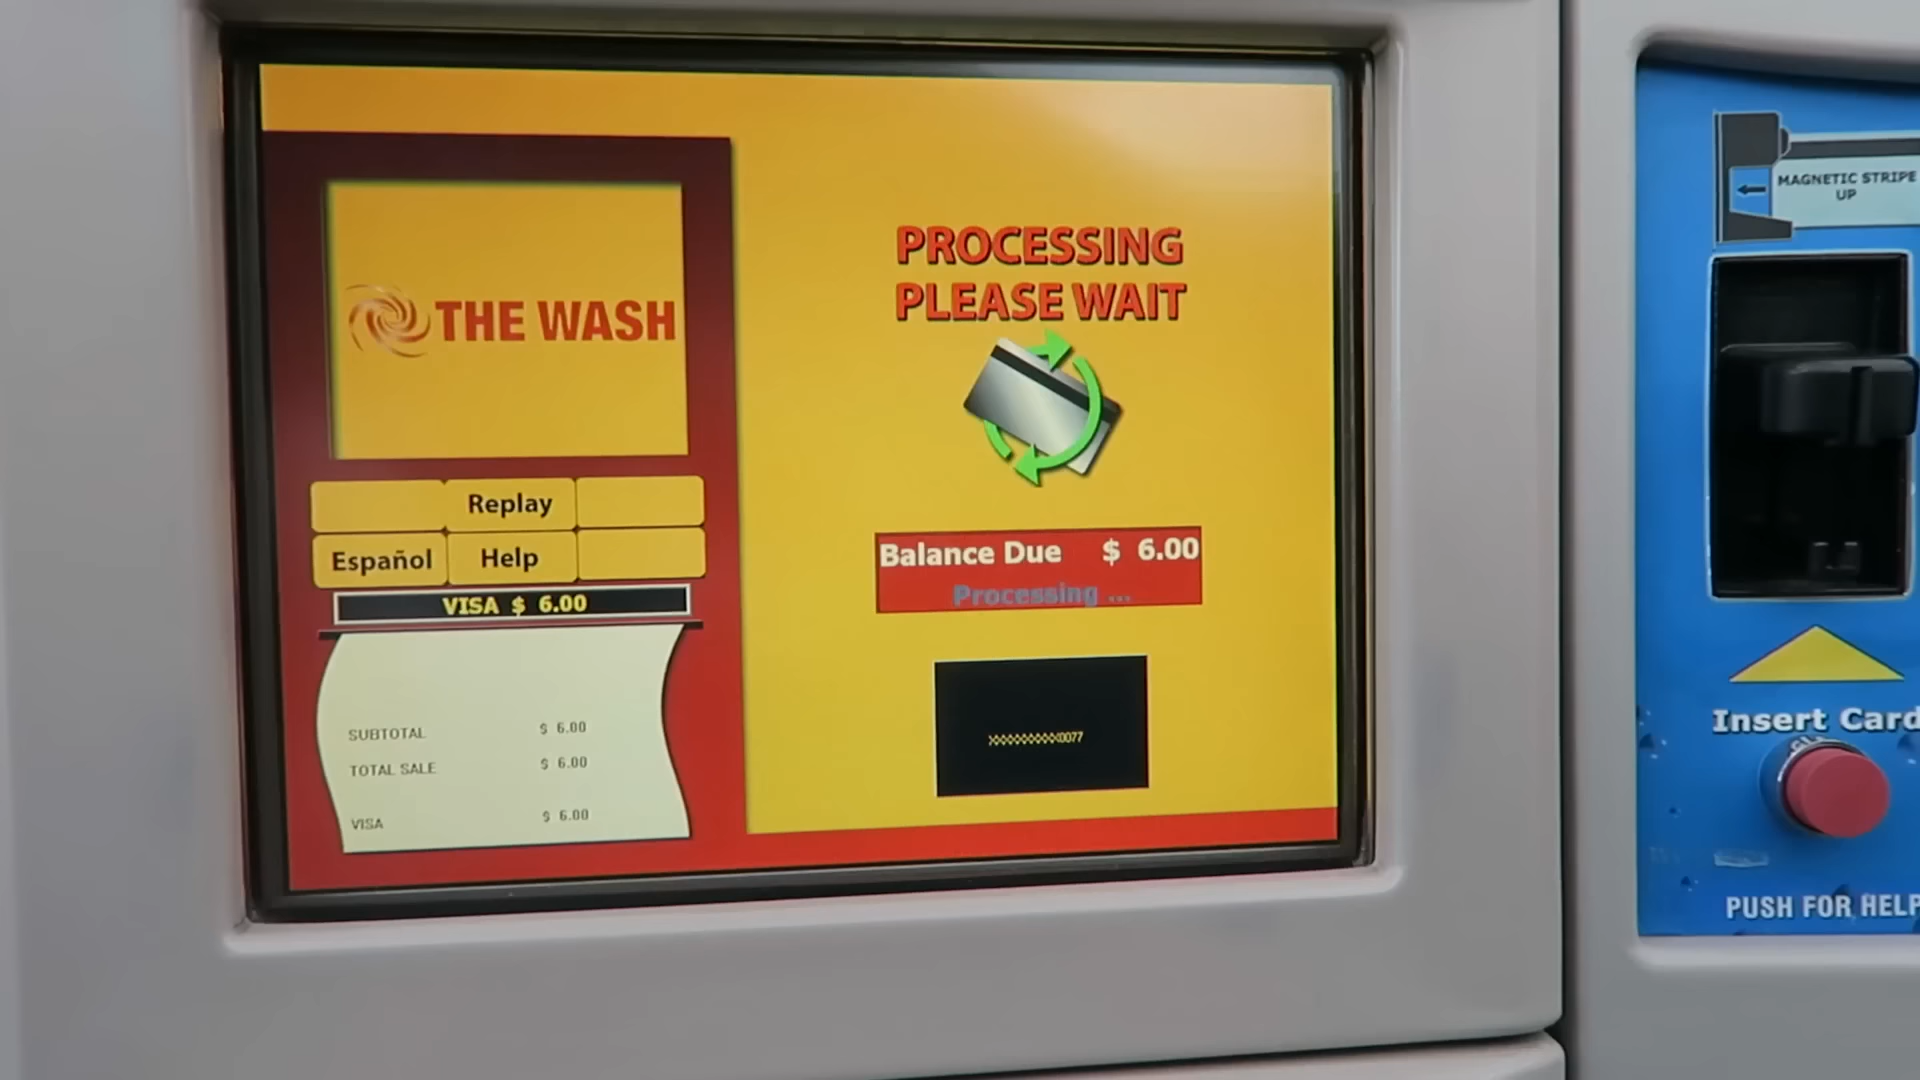 THE WASH
Replay
Español Help
VISA $ 6.00
SUBTOTAL $ 6.00
TOTAL SALE $ 6.00
VISA $ 6.00
PROCESSING
PLEASE WAIT
Balance Due $ 6.00
Processing ...
XXXXXXXXXXXX0077
MAGNETIC STRIPE
UP
Insert Card
PUSH FOR HELP